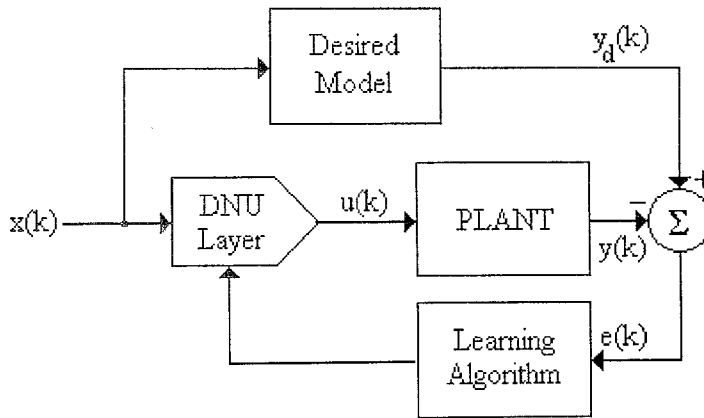 Desired
Model
y_d(k)
+
x(k)
DNU
Layer
u(k)
PLANT
−
y(k)
Σ
Learning
Algorithm
e(k)